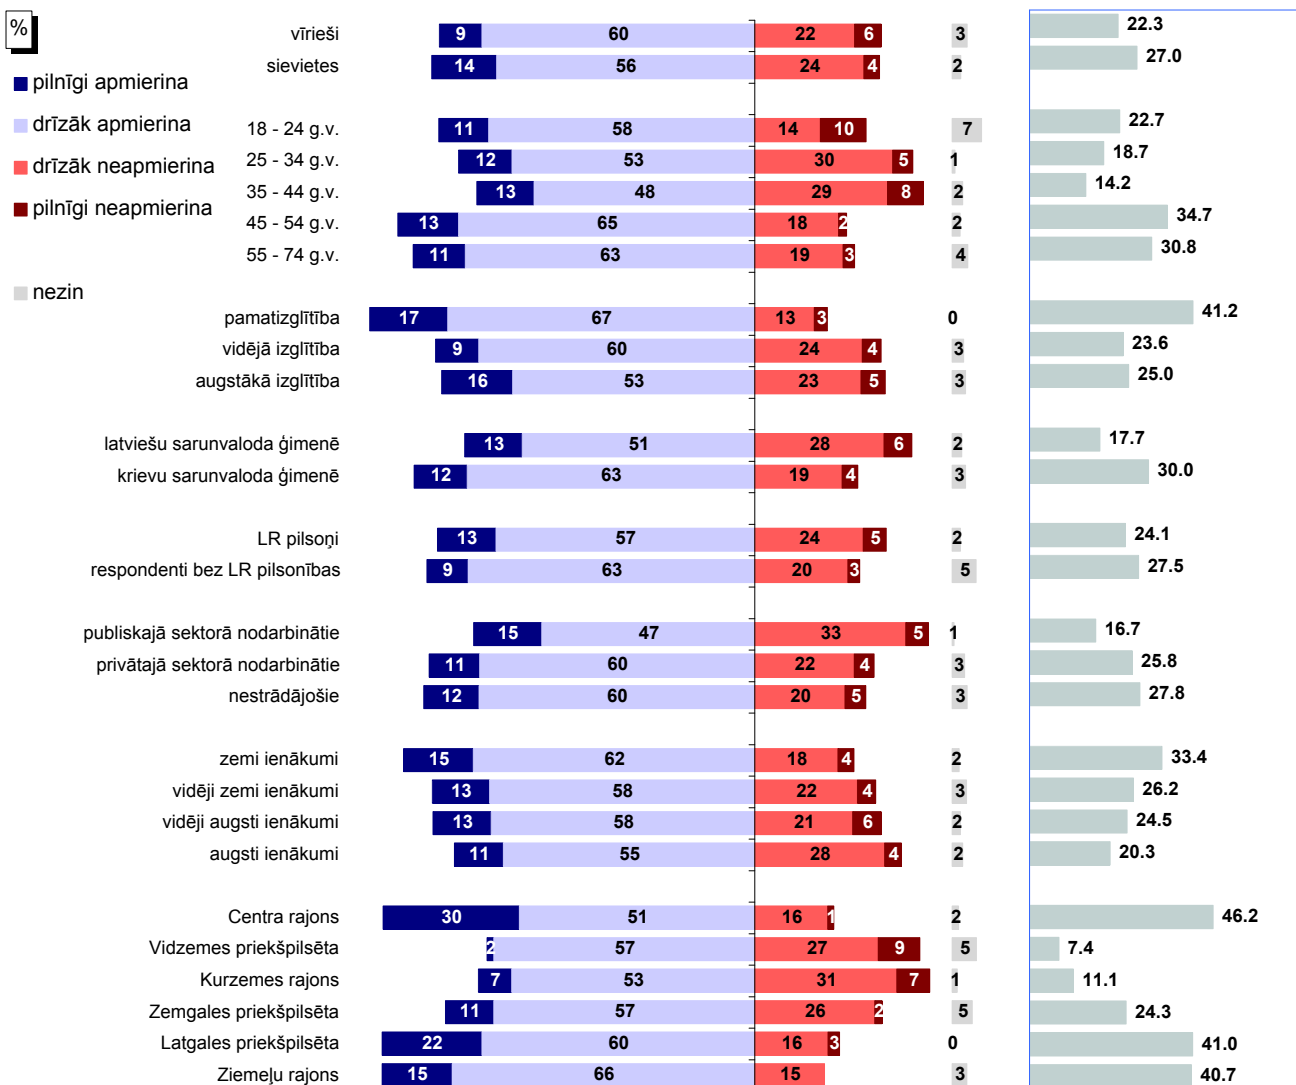 %
pilnīgi apmierina
drīzāk apmierina
drīzāk neapmierina
pilnīgi neapmierina
nezin
vīrieši 9 60 22 6 3 22.3
sievietes 14 56 24 4 2 27.0
18 - 24 g.v. 11 58 14 10 7 22.7
25 - 34 g.v. 12 53 30 5 1 18.7
35 - 44 g.v. 13 48 29 8 2 14.2
45 - 54 g.v. 13 65 18 2 2 34.7
55 - 74 g.v. 11 63 19 3 4 30.8
pamatizglītība 17 67 13 3 0 41.2
vidējā izglītība 9 60 24 4 3 23.6
augstākā izglītība 16 53 23 5 3 25.0
latviešu sarunvaloda ģimenē 13 51 28 6 2 17.7
krievu sarunvaloda ģimenē 12 63 19 4 3 30.0
LR pilsoņi 13 57 24 5 2 24.1
respondenti bez LR pilsonības 9 63 20 3 5 27.5
publiskajā sektorā nodarbinātie 15 47 33 5 1 16.7
privātajā sektorā nodarbinātie 11 60 22 4 3 25.8
nestrādājošie 12 60 20 5 3 27.8
zemi ienākumi 15 62 18 4 2 33.4
vidēji zemi ienākumi 13 58 22 4 3 26.2
vidēji augsti ienākumi 13 58 21 6 2 24.5
augsti ienākumi 11 55 28 4 2 20.3
Centra rajons 30 51 16 1 2 46.2
Vidzemes priekšpilsēta 2 57 27 9 5 7.4
Kurzemes rajons 7 53 31 7 1 11.1
Zemgales priekšpilsēta 11 57 26 2 5 24.3
Latgales priekšpilsēta 22 60 16 3 0 41.0
Ziemeļu rajons 15 66 15 3 40.7